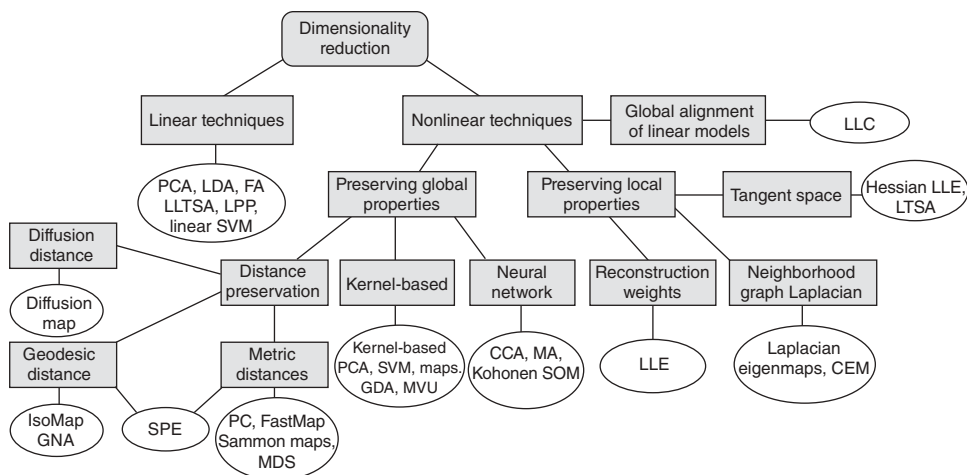 Dimensionality
reduction
Linear techniques
Nonlinear techniques
Global alignment
of linear models
LLC
PCA, LDA, FA
LLTSA, LPP,
linear SVM
Preserving global
properties
Preserving local
properties
Tangent space
Hessian LLE,
LTSA
Diffusion
distance
Distance
preservation
Kernel-based
Neural
network
Reconstruction
weights
Neighborhood
graph Laplacian
Diffusion
map
Geodesic
distance
Metric
distances
Kernel-based
PCA, SVM, maps.
GDA, MVU
CCA, MA,
Kohonen SOM
LLE
Laplacian
eigenmaps, CEM
IsoMap
GNA
SPE
PC, FastMap
Sammon maps,
MDS